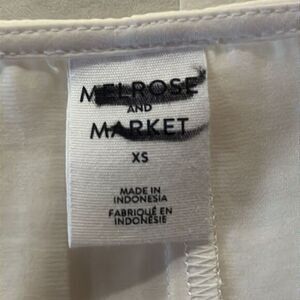 MELROSE
AND
MARKET
XS
MADE IN
INDONESIA
FABRIQUÉ EN
INDONÉSIE